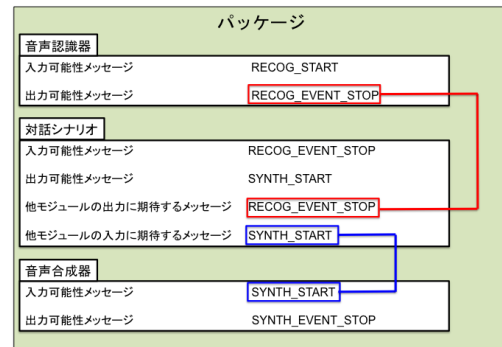 パッケージ
音声認識器
入力可能性メッセージ RECOG_START
出力可能性メッセージ RECOG_EVENT_STOP
対話シナリオ
入力可能性メッセージ RECOG_EVENT_STOP
出力可能性メッセージ SYNTH_START
他モジュールの出力に期待するメッセージ RECOG_EVENT_STOP
他モジュールの入力に期待するメッセージ SYNTH_START
音声合成器
入力可能性メッセージ SYNTH_START
出力可能性メッセージ SYNTH_EVENT_STOP